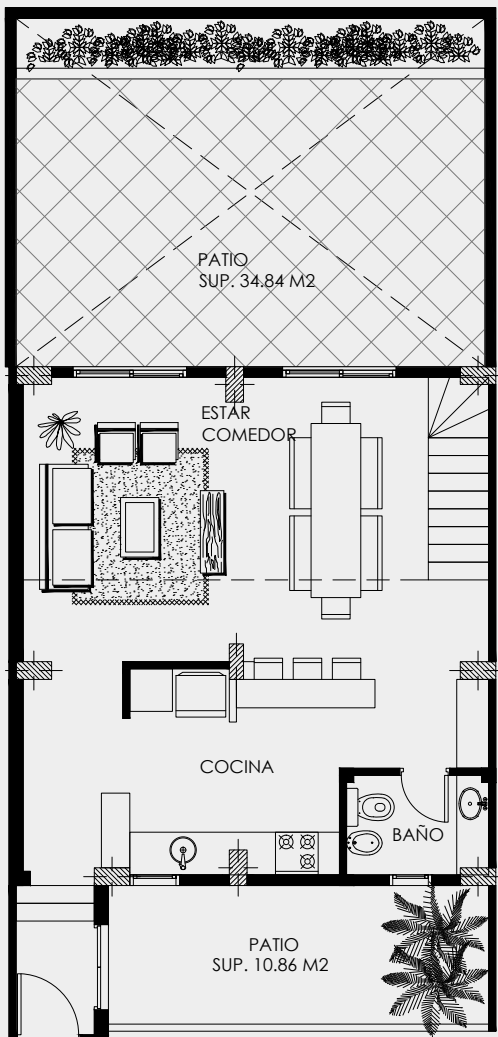 PATIO
SUP. 34.84 M2
ESTAR
COMEDOR
COCINA
BAÑO
PATIO
SUP. 10.86 M2